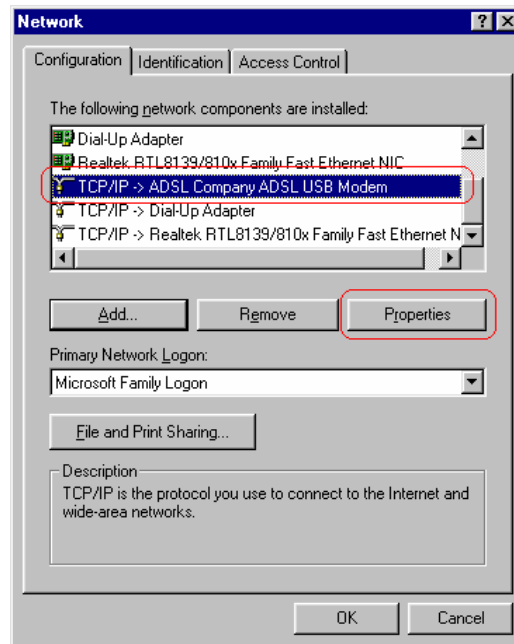 Network
Configuration
Identification
Access Control
The following network components are installed:
Dial-Up Adapter
Realtek RTL8139/810x Family Fast Ethernet NIC
TCP/IP -> ADSL Company ADSL USB Modem
TCP/IP -> Dial-Up Adapter
TCP/IP -> Realtek RTL8139/810x Family Fast Ethernet N
Add...
Remove
Properties
Primary Network Logon:
Microsoft Family Logon
File and Print Sharing...
Description
TCP/IP is the protocol you use to connect to the Internet and
wide-area networks.
OK
Cancel